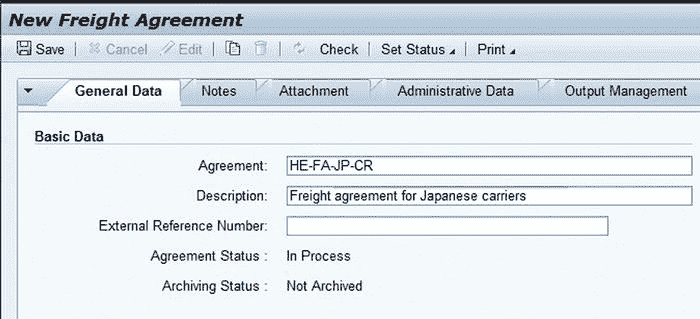 New Freight Agreement
Save Cancel Edit Check Set Status Print
General Data Notes Attachment Administrative Data Output Management
Basic Data
Agreement: HE-FA-JP-CR
Description: Freight agreement for Japanese carriers
External Reference Number:
Agreement Status : In Process
Archiving Status : Not Archived